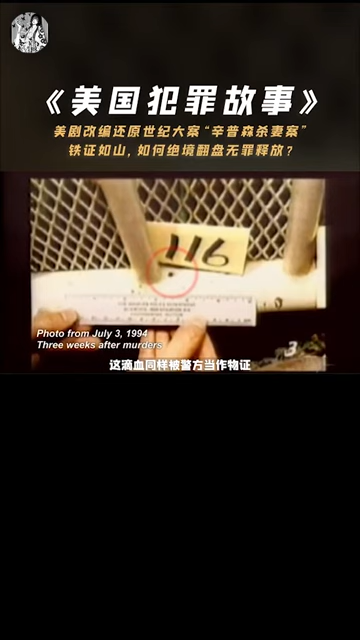 《美国犯罪故事》
美剧改编还原世纪大案“辛普森杀妻案”
铁证如山，如何绝境翻盘无罪释放？
116
Photo from July 3, 1994
Three weeks after murders
3
这滴血同样被警方当作物证